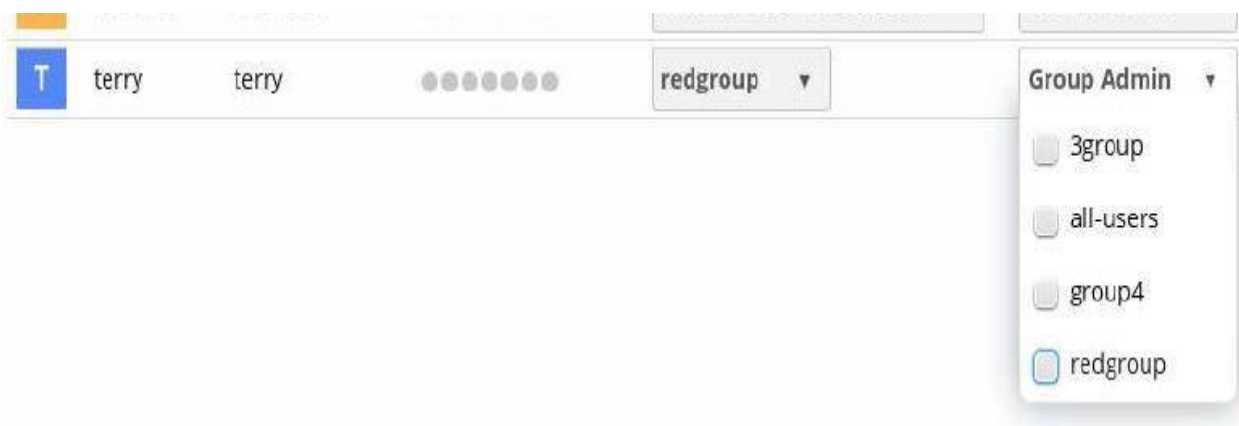 T terry terry redgroup ▼ Group Admin ▼
3group
all-users
group4
redgroup